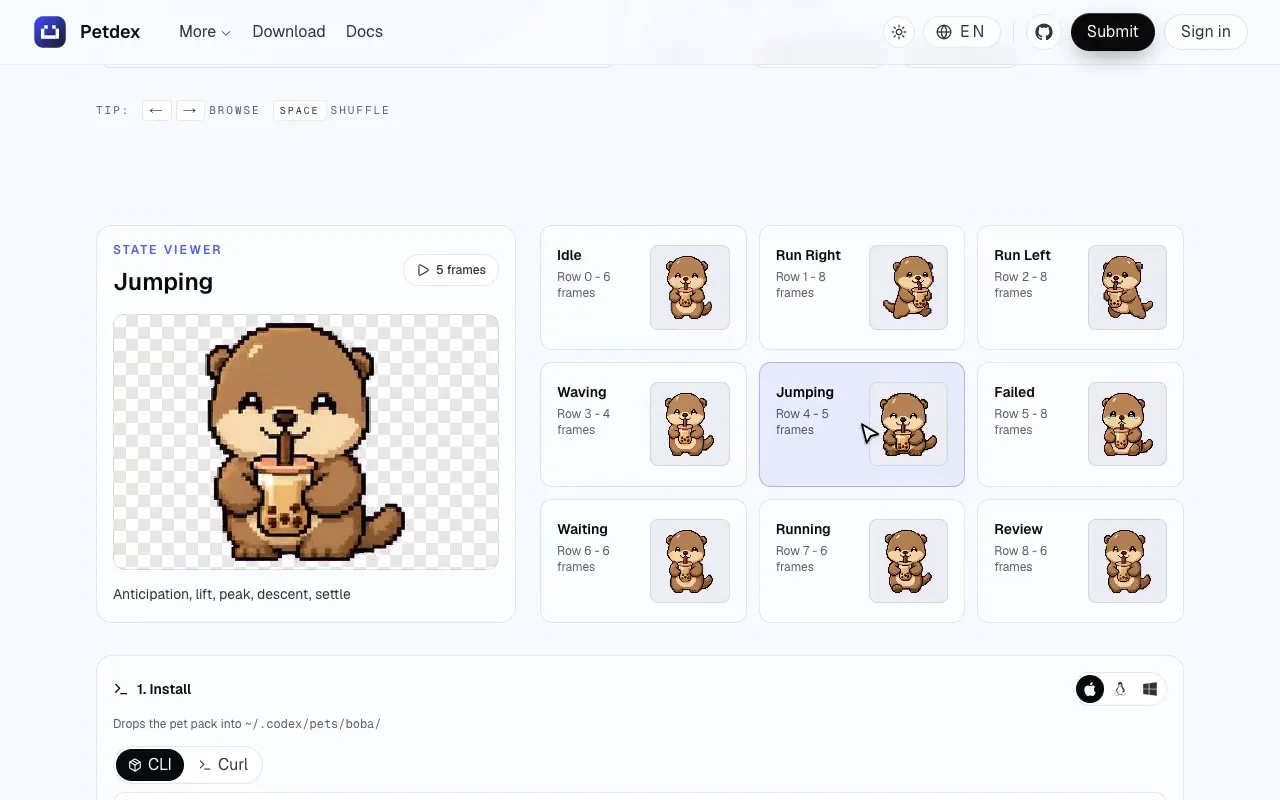 Petdex More Download Docs EN Submit Sign in
TIP: ← → BROWSE SPACE SHUFFLE
STATE VIEWER
Jumping
5 frames
Anticipation, lift, peak, descent, settle
Idle
Row 0 - 6
frames
Run Right
Row 1 - 8
frames
Run Left
Row 2 - 8
frames
Waving
Row 3 - 4
frames
Jumping
Row 4 - 5
frames
Failed
Row 5 - 8
frames
Waiting
Row 6 - 6
frames
Running
Row 7 - 6
frames
Review
Row 8 - 6
frames
1. Install
Drops the pet pack into ~/.codex/pets/boba/
CLI Curl